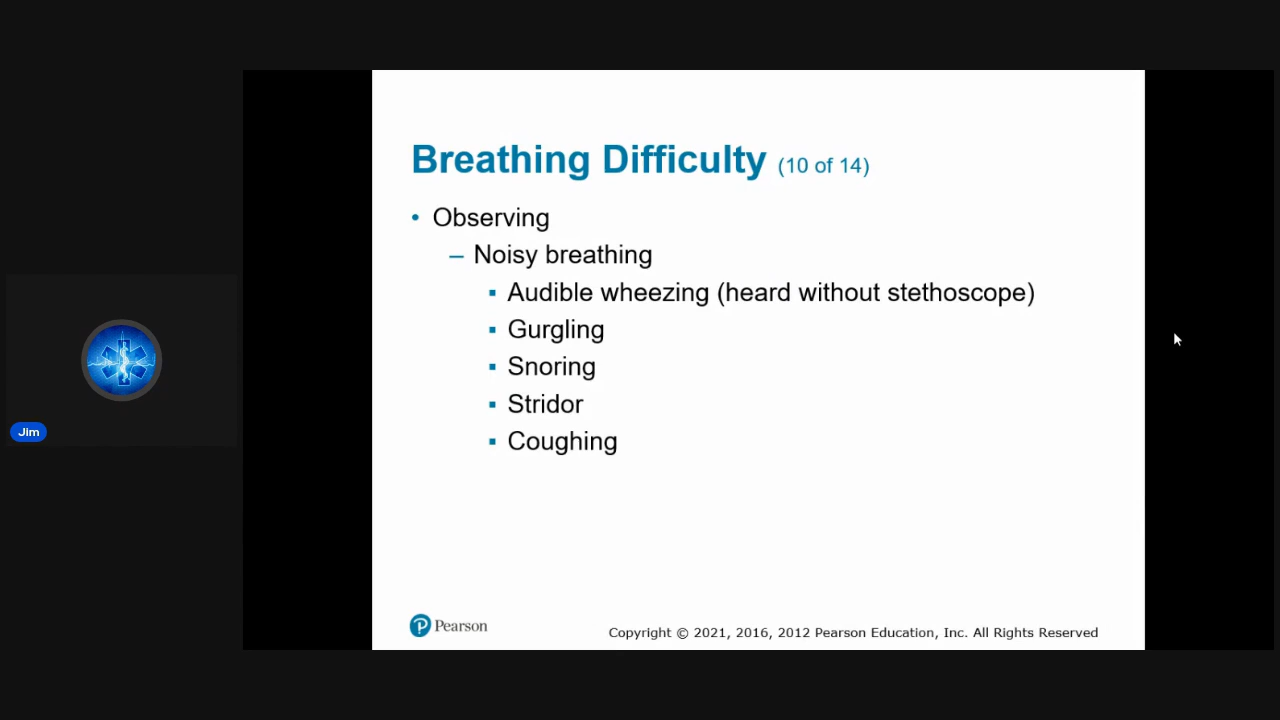 Breathing Difficulty (10 of 14)
• Observing
– Noisy breathing
▪ Audible wheezing (heard without stethoscope)
▪ Gurgling
▪ Snoring
▪ Stridor
▪ Coughing
Jim
Pearson
Copyright © 2021, 2016, 2012 Pearson Education, Inc. All Rights Reserved